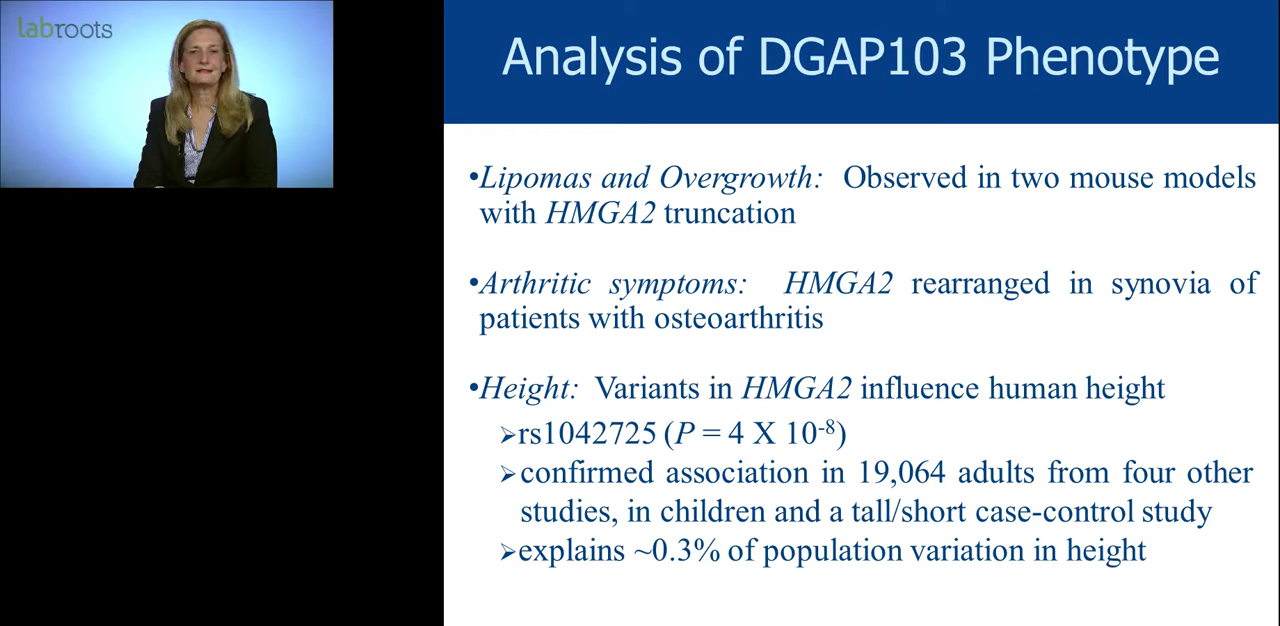 labroots
Analysis of DGAP103 Phenotype
•Lipomas and Overgrowth: Observed in two mouse models
with HMGA2 truncation
•Arthritic symptoms: HMGA2 rearranged in synovia of
patients with osteoarthritis
•Height: Variants in HMGA2 influence human height
➢rs1042725 (P = 4 X 10⁻⁸)
➢confirmed association in 19,064 adults from four other
studies, in children and a tall/short case-control study
➢explains ~0.3% of population variation in height